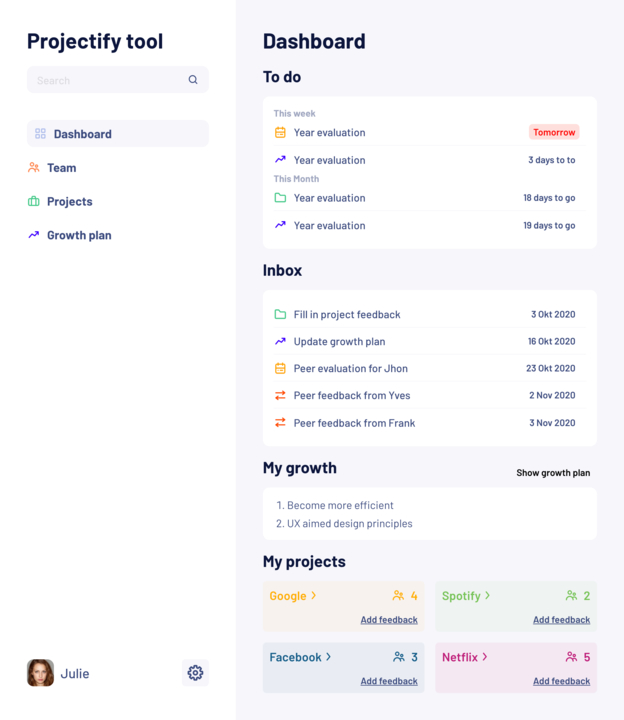 Projectify tool
Search
Dashboard
Team
Projects
Growth plan
Julie
Dashboard
To do
This week
Year evaluation Tomorrow
Year evaluation 3 days to to
This Month
Year evaluation 18 days to go
Year evaluation 19 days to go
Inbox
Fill in project feedback 3 Okt 2020
Update growth plan 16 Okt 2020
Peer evaluation for Jhon 23 Okt 2020
Peer feedback from Yves 2 Nov 2020
Peer feedback from Frank 3 Nov 2020
My growth Show growth plan
1. Become more efficient
2. UX aimed design principles
My projects
Google > 4
Add feedback
Spotify > 2
Add feedback
Facebook > 3
Add feedback
Netflix > 5
Add feedback